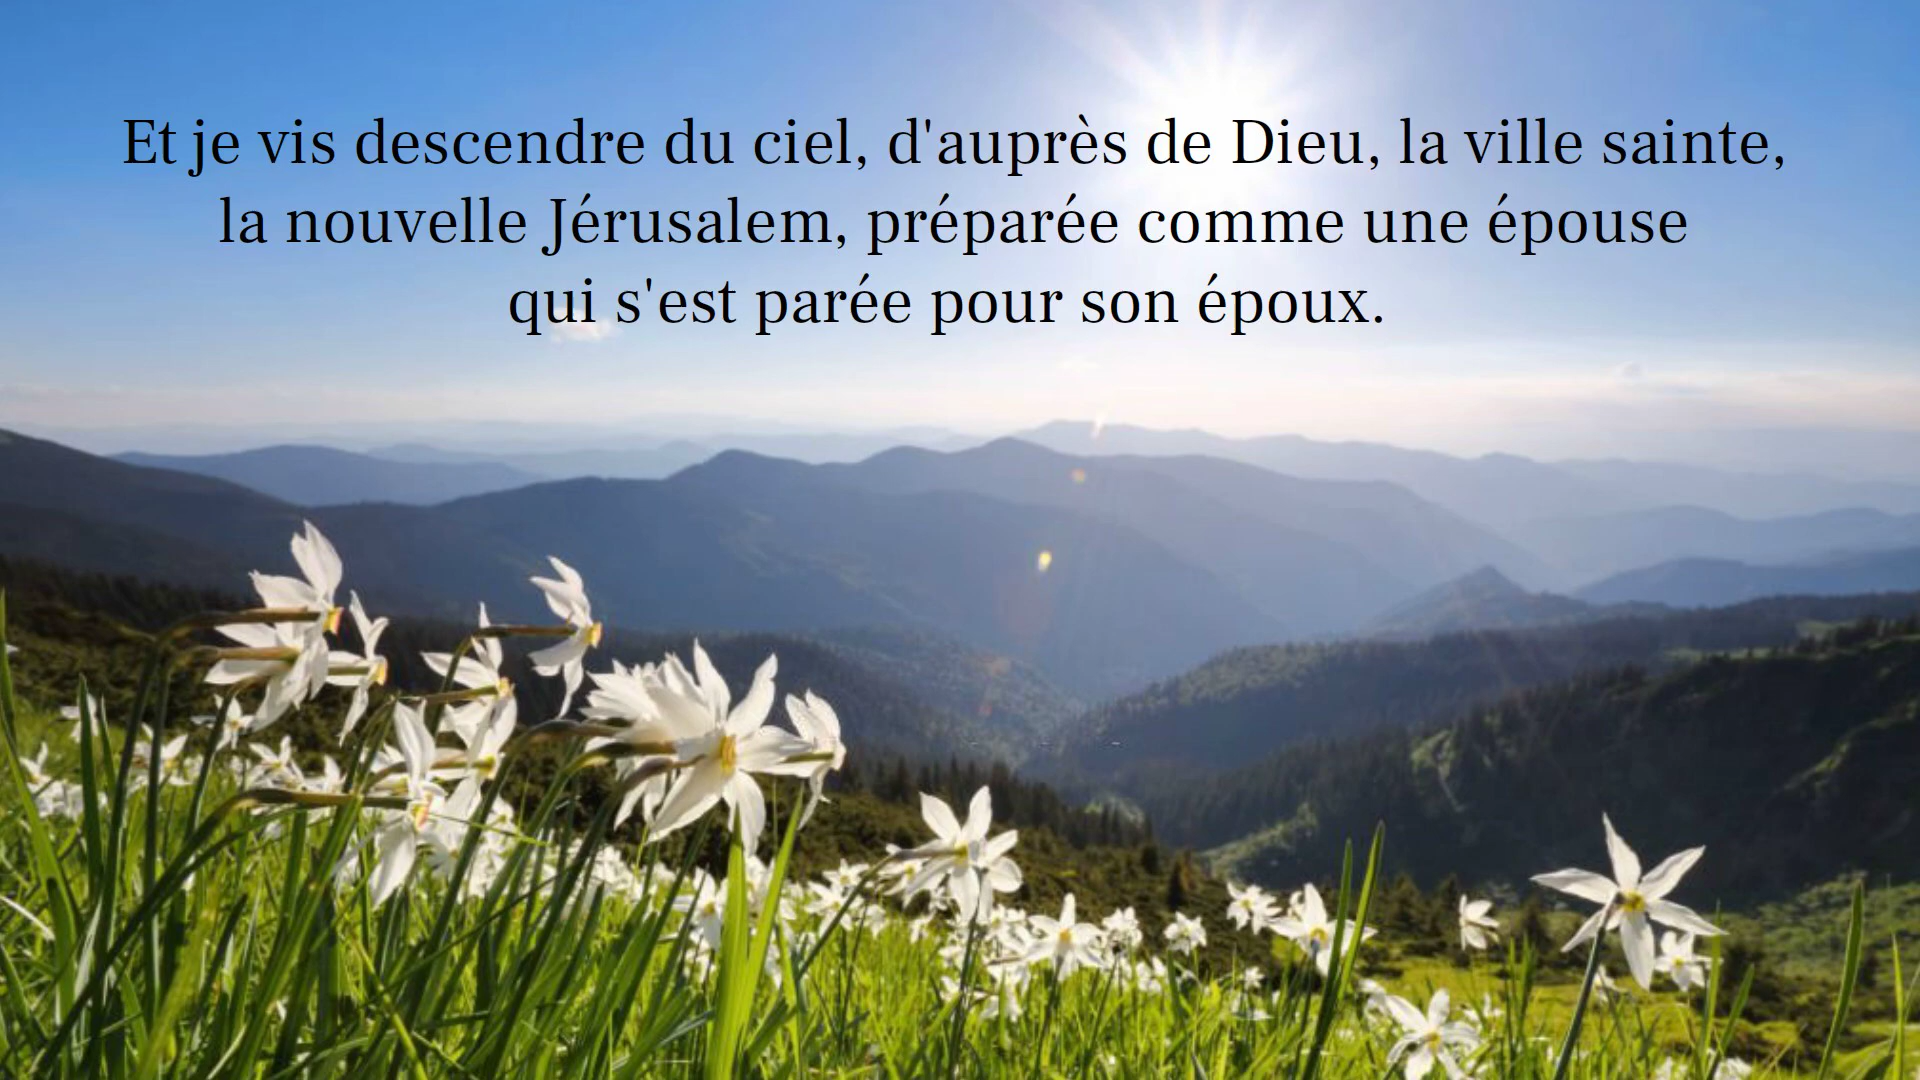 Et je vis descendre du ciel, d'auprès de Dieu, la ville sainte,
la nouvelle Jérusalem, préparée comme une épouse
qui s'est parée pour son époux.